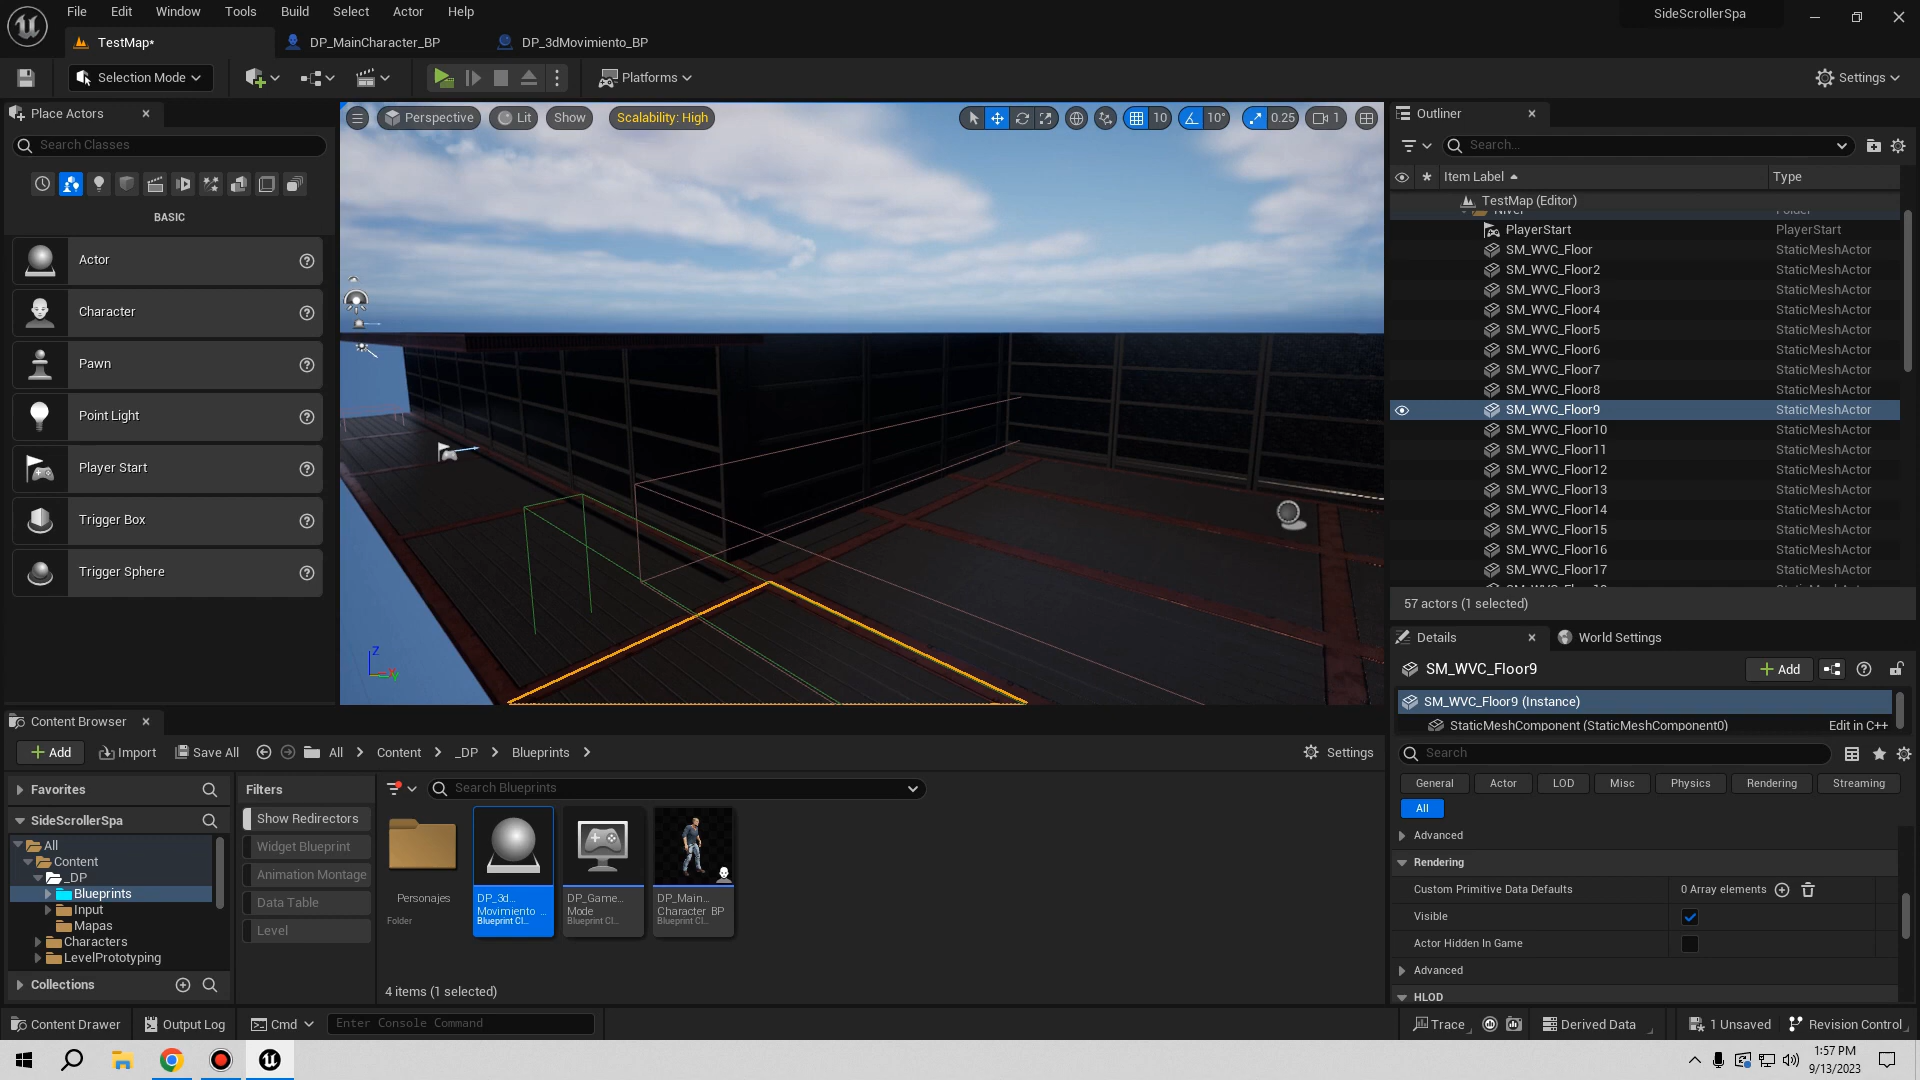 File Edit Window Tools Build Select Actor Help
SideScrollerSpa
TestMap*
DP_MainCharacter_BP
DP_3dMovimiento_BP
Selection Mode
Platforms
Settings
Place Actors
Search Classes
BASIC
Actor
Character
Pawn
Point Light
Player Start
Trigger Box
Trigger Sphere
Perspective
Lit
Show
Scalability: High
10
10°
0.25
1
Z
Outliner
Search...
Item Label
Type
TestMap (Editor)
PlayerStart PlayerStart
SM_WVC_Floor StaticMeshActor
SM_WVC_Floor2 StaticMeshActor
SM_WVC_Floor3 StaticMeshActor
SM_WVC_Floor4 StaticMeshActor
SM_WVC_Floor5 StaticMeshActor
SM_WVC_Floor6 StaticMeshActor
SM_WVC_Floor7 StaticMeshActor
SM_WVC_Floor8 StaticMeshActor
SM_WVC_Floor9 StaticMeshActor
SM_WVC_Floor10 StaticMeshActor
SM_WVC_Floor11 StaticMeshActor
SM_WVC_Floor12 StaticMeshActor
SM_WVC_Floor13 StaticMeshActor
SM_WVC_Floor14 StaticMeshActor
SM_WVC_Floor15 StaticMeshActor
SM_WVC_Floor16 StaticMeshActor
SM_WVC_Floor17 StaticMeshActor
57 actors (1 selected)
Details
World Settings
SM_WVC_Floor9
Add
SM_WVC_Floor9 (Instance)
StaticMeshComponent (StaticMeshComponent0) Edit in C++
Search
General Actor LOD Misc Physics Rendering Streaming
All
Advanced
Rendering
Custom Primitive Data Defaults 0 Array elements
Visible
Actor Hidden In Game
Advanced
HLOD
Content Browser
Add Import Save All All Content _DP Blueprints Settings
Favorites
SideScrollerSpa
All
Content
_DP
Blueprints
Input
Mapas
Characters
LevelPrototyping
Collections
Filters
Show Redirectors
Widget Blueprint
Animation Montage
Data Table
Level
Search Blueprints
Personajes
Folder
DP_3d...
Movimiento_...
Blueprint Cl...
DP_Game...
Mode
Blueprint Cl...
DP_Main...
Character_BP
Blueprint Cl...
4 items (1 selected)
Content Drawer Output Log Cmd Enter Console Command Trace Derived Data 1 Unsaved Revision Control
1:57 PM
9/13/2023